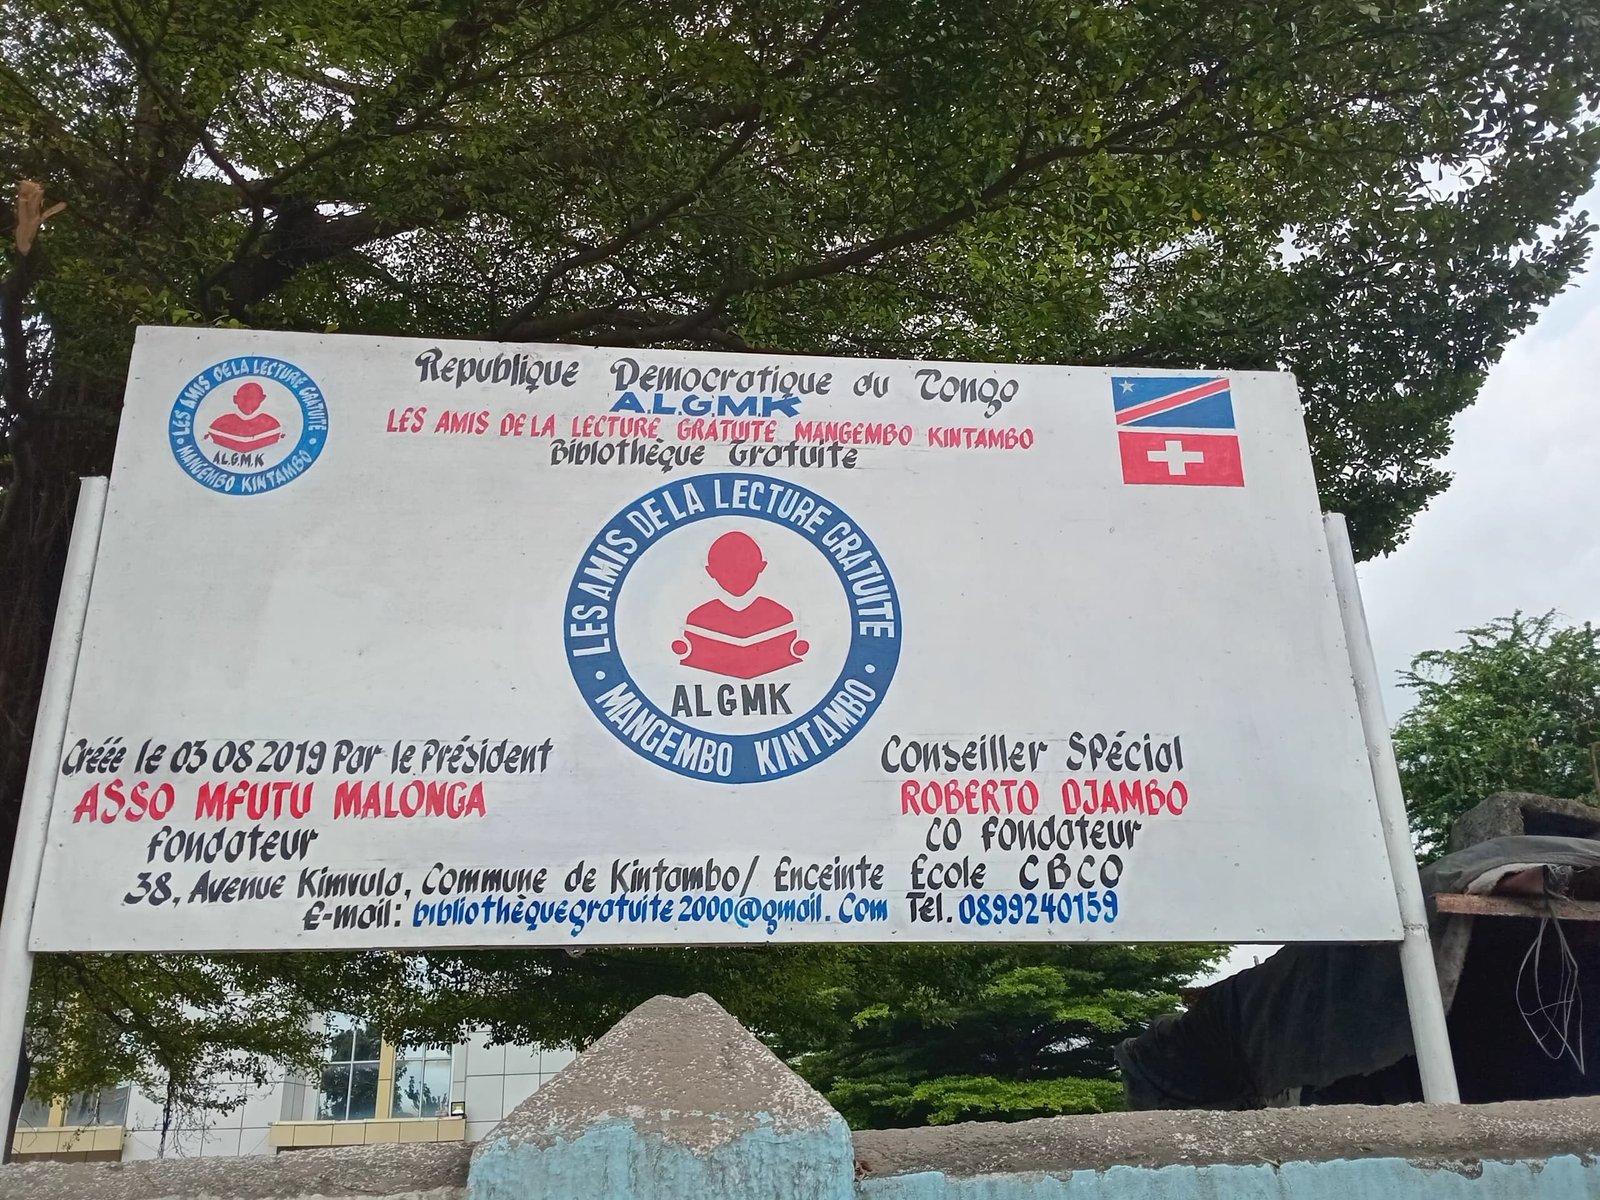 Republique Democratique du Congo
A.L.G.M.K
LES AMIS DE LA LECTURE GRATUITE MANGEMBO KINTAMBO
Bibliothèque Gratuite
LES AMIS DE LA LECTURE GRATUITE
A.L.G.M.K
• MANGEMBO KINTAMBO •
LES AMIS DE LA LECTURE GRATUITE
ALGMK
• MANGEMBO KINTAMBO •
Créée le 03 08 2019 Par le Président
ASSO MFUTU MALONGA
Fondateur
Conseiller Spécial
ROBERTO DJAMBO
CO Fondateur
38, Avenue Kimvula, Commune de Kintambo/ Enceinte Ecole CBCO
E-mail: bibliothèquegratuite2000@gmail.Com Tél. 0899240159